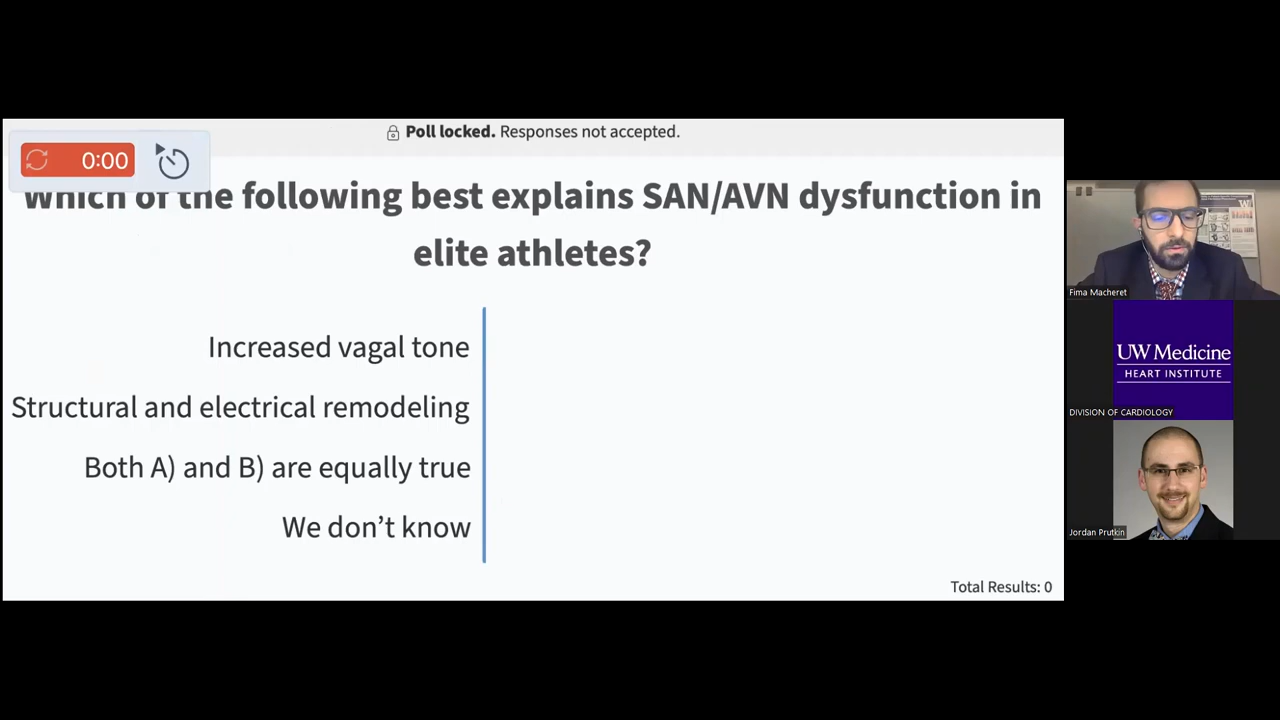 Poll locked. Responses not accepted.
0:00
Which of the following best explains SAN/AVN dysfunction in
elite athletes?
Increased vagal tone
Structural and electrical remodeling
Both A) and B) are equally true
We don’t know
Total Results: 0
Fima Macheret
UW Medicine
HEART INSTITUTE
DIVISION OF CARDIOLOGY
Jordan Prutkin